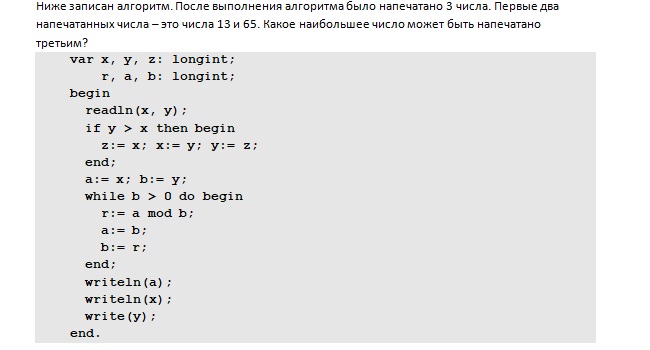 Ниже записан алгоритм. После выполнения алгоритма было напечатано 3 числа. Первые два
напечатанных числа – это числа 13 и 65. Какое наибольшее число может быть напечатано
третьим?
var x, y, z: longint;
r, a, b: longint;
begin
readln(x, y);
if y > x then begin
z:= x; x:= y; y:= z;
end;
a:= x; b:= y;
while b > 0 do begin
r:= a mod b;
a:= b;
b:= r;
end;
writeln(a);
writeln(x);
write(y);
end.